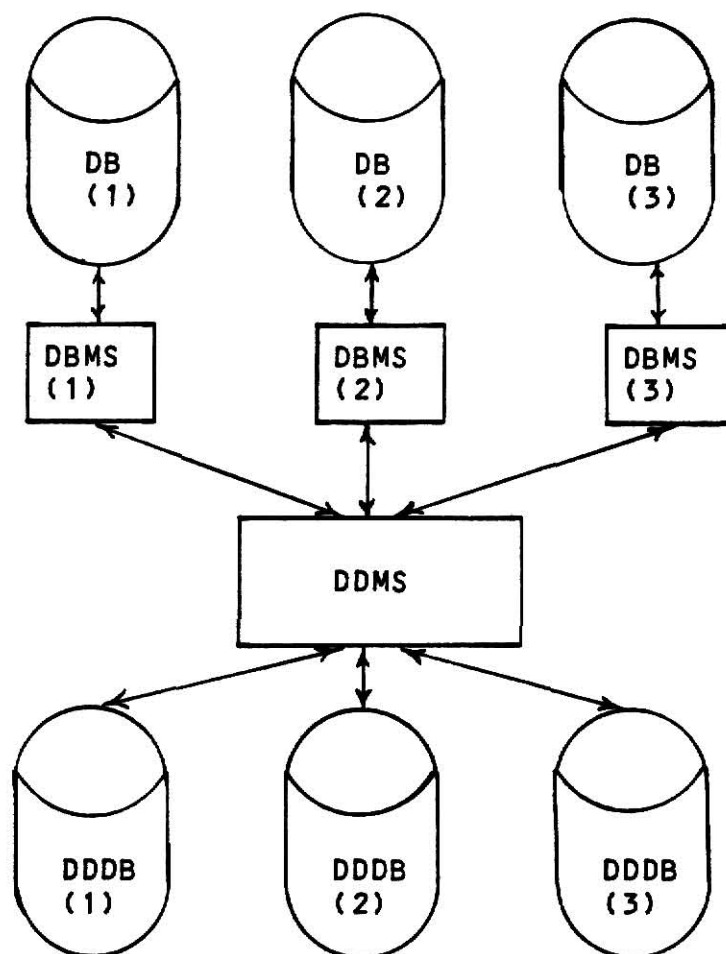 DB
(1)
DB
(2)
DB
(3)
DBMS
(1)
DBMS
(2)
DBMS
(3)
DDMS
DDDB
(1)
DDDB
(2)
DDDB
(3)